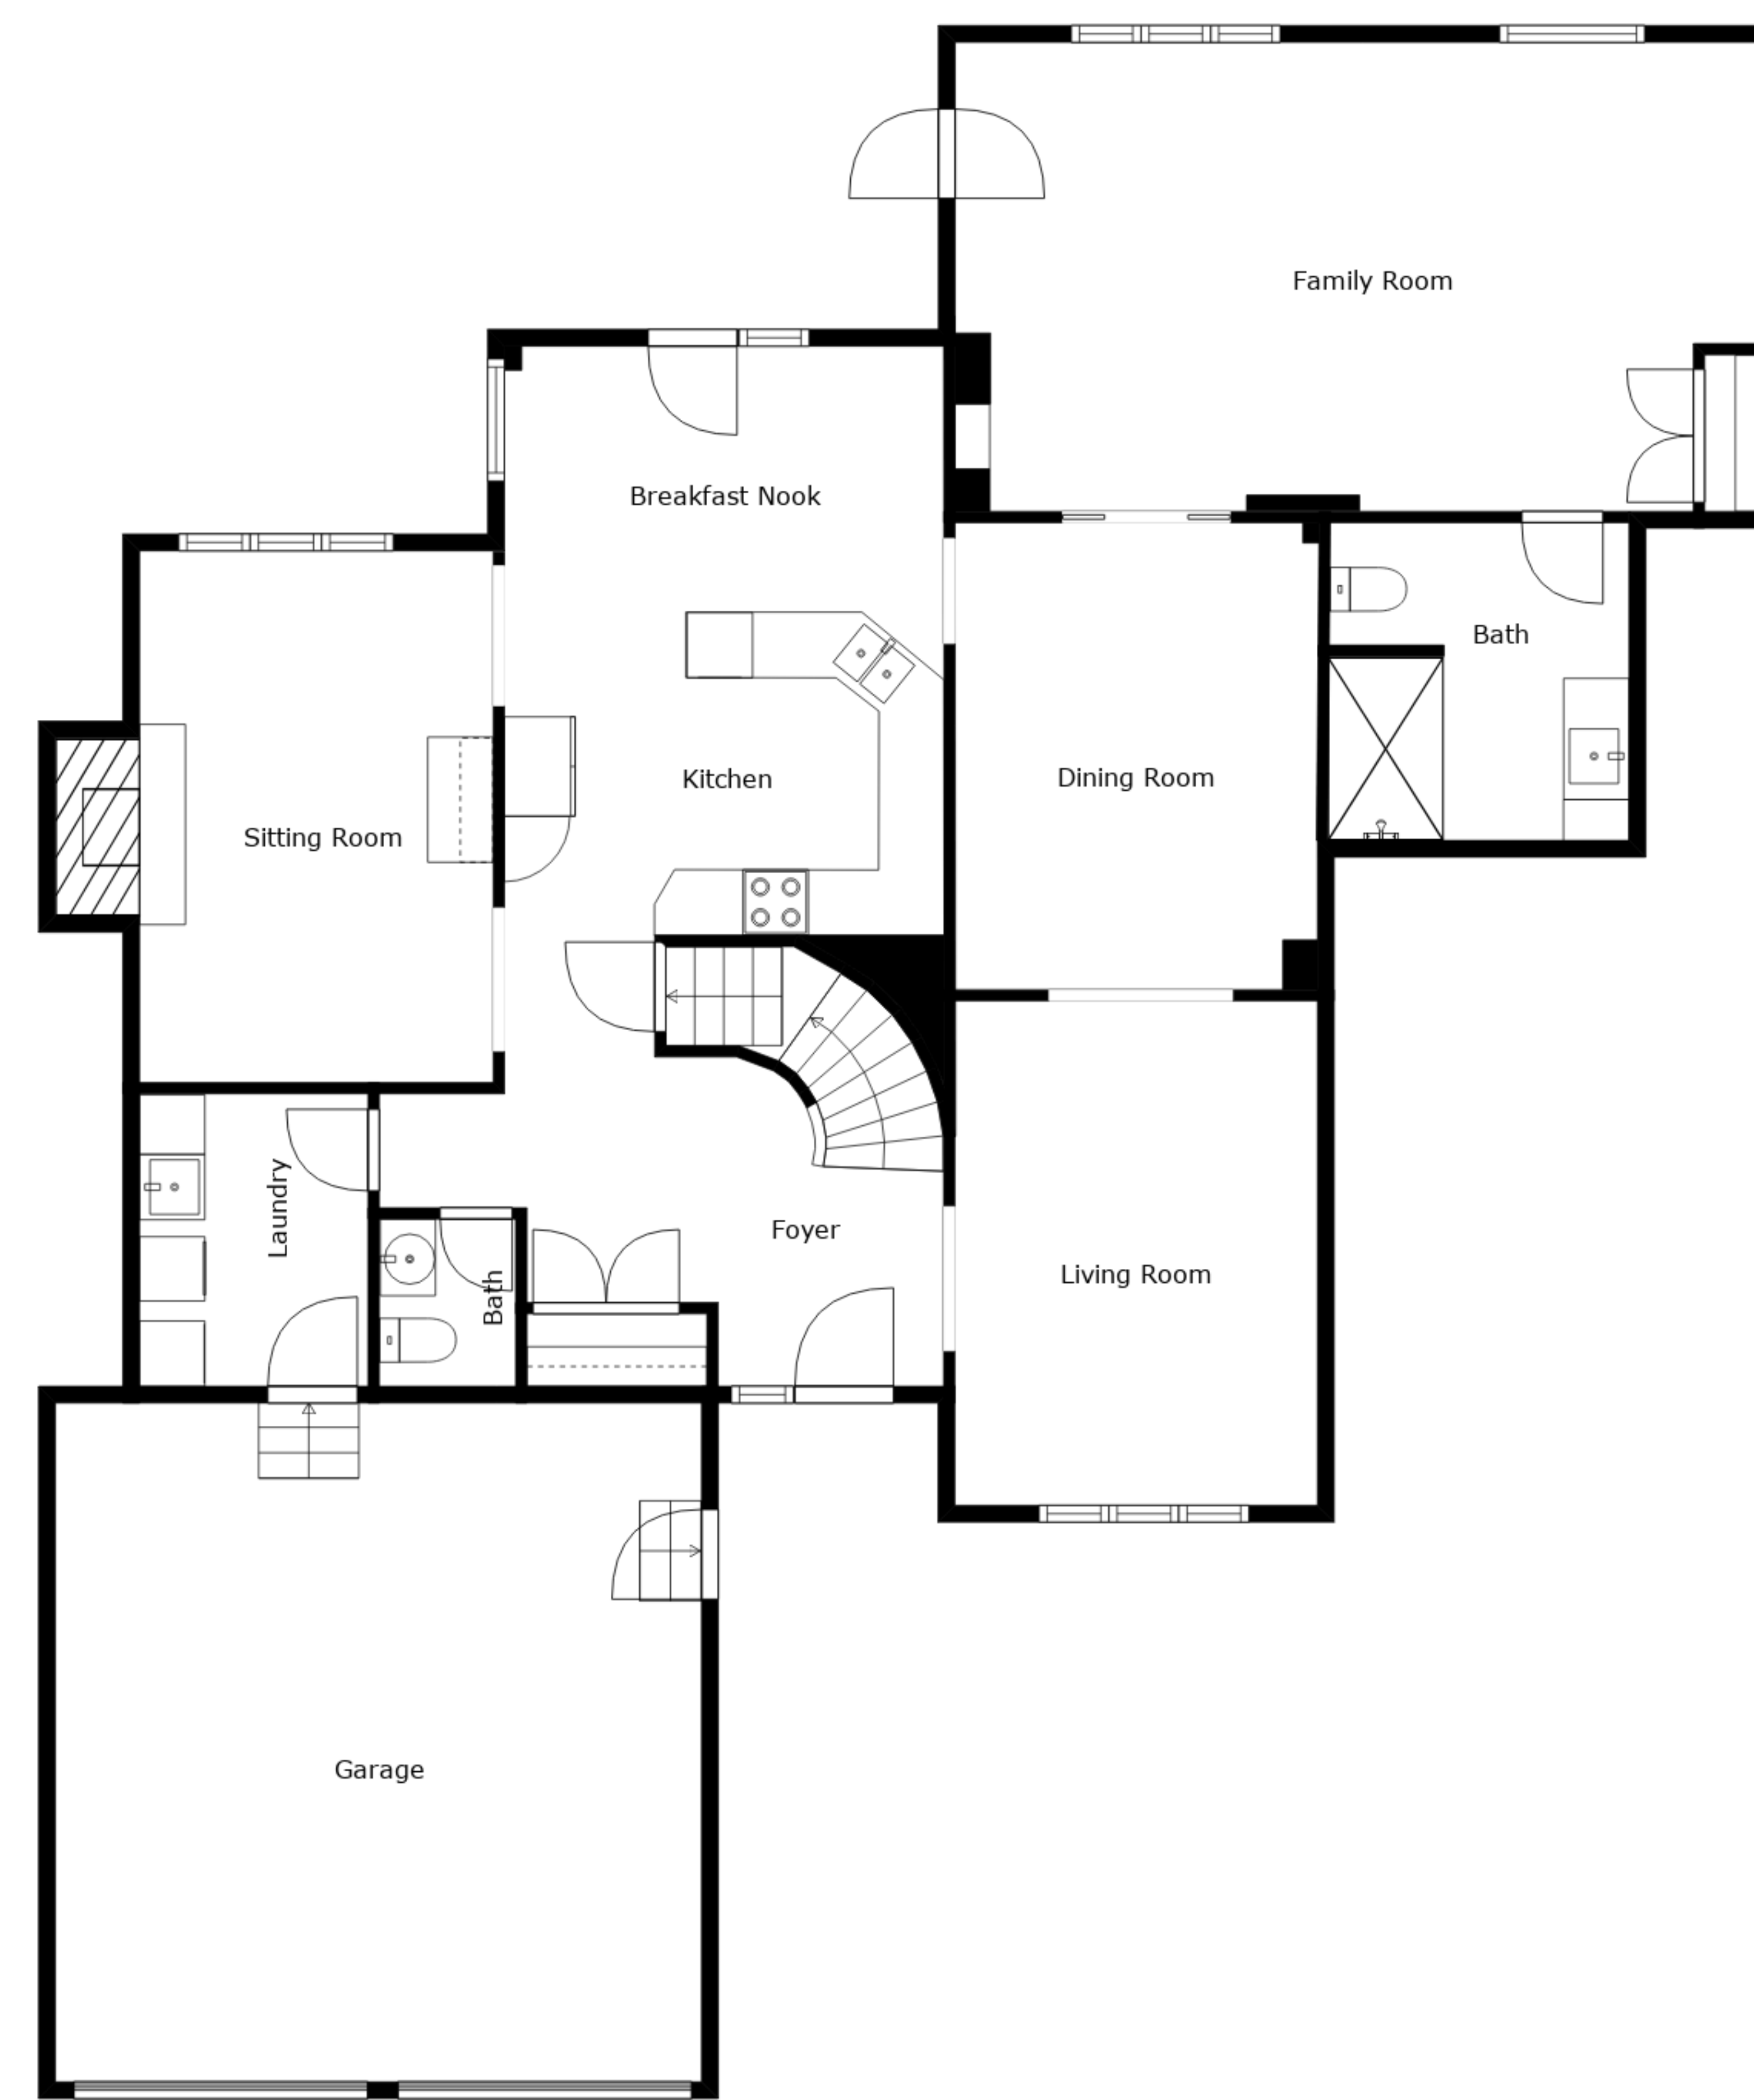 Family Room
Breakfast Nook
Bath
Kitchen
Dining Room
Sitting Room
Laundry
Foyer
Bath
Living Room
Garage